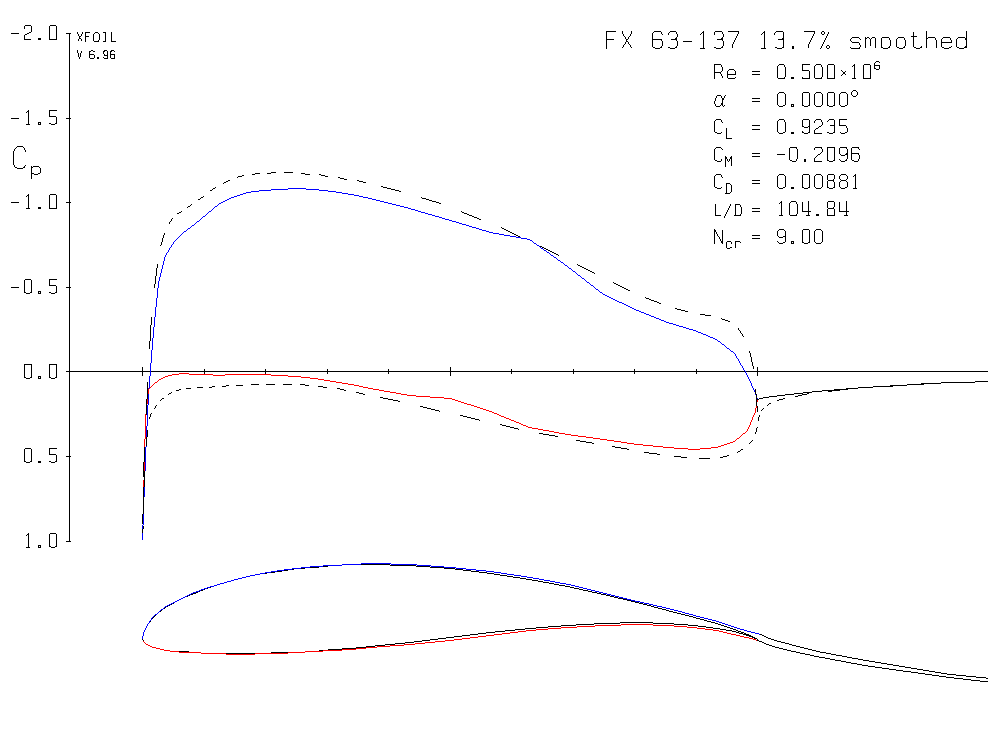 XFOIL
V 6.96
FX 63-137 13.7% smoothed
Re = 0.500×10⁶
α = 0.0000°
C_L = 0.9235
C_M = -0.2096
C_D = 0.00881
L/D = 104.84
N_cr = 9.00
-2.0
-1.5
C_p
-1.0
-0.5
0.0
0.5
1.0